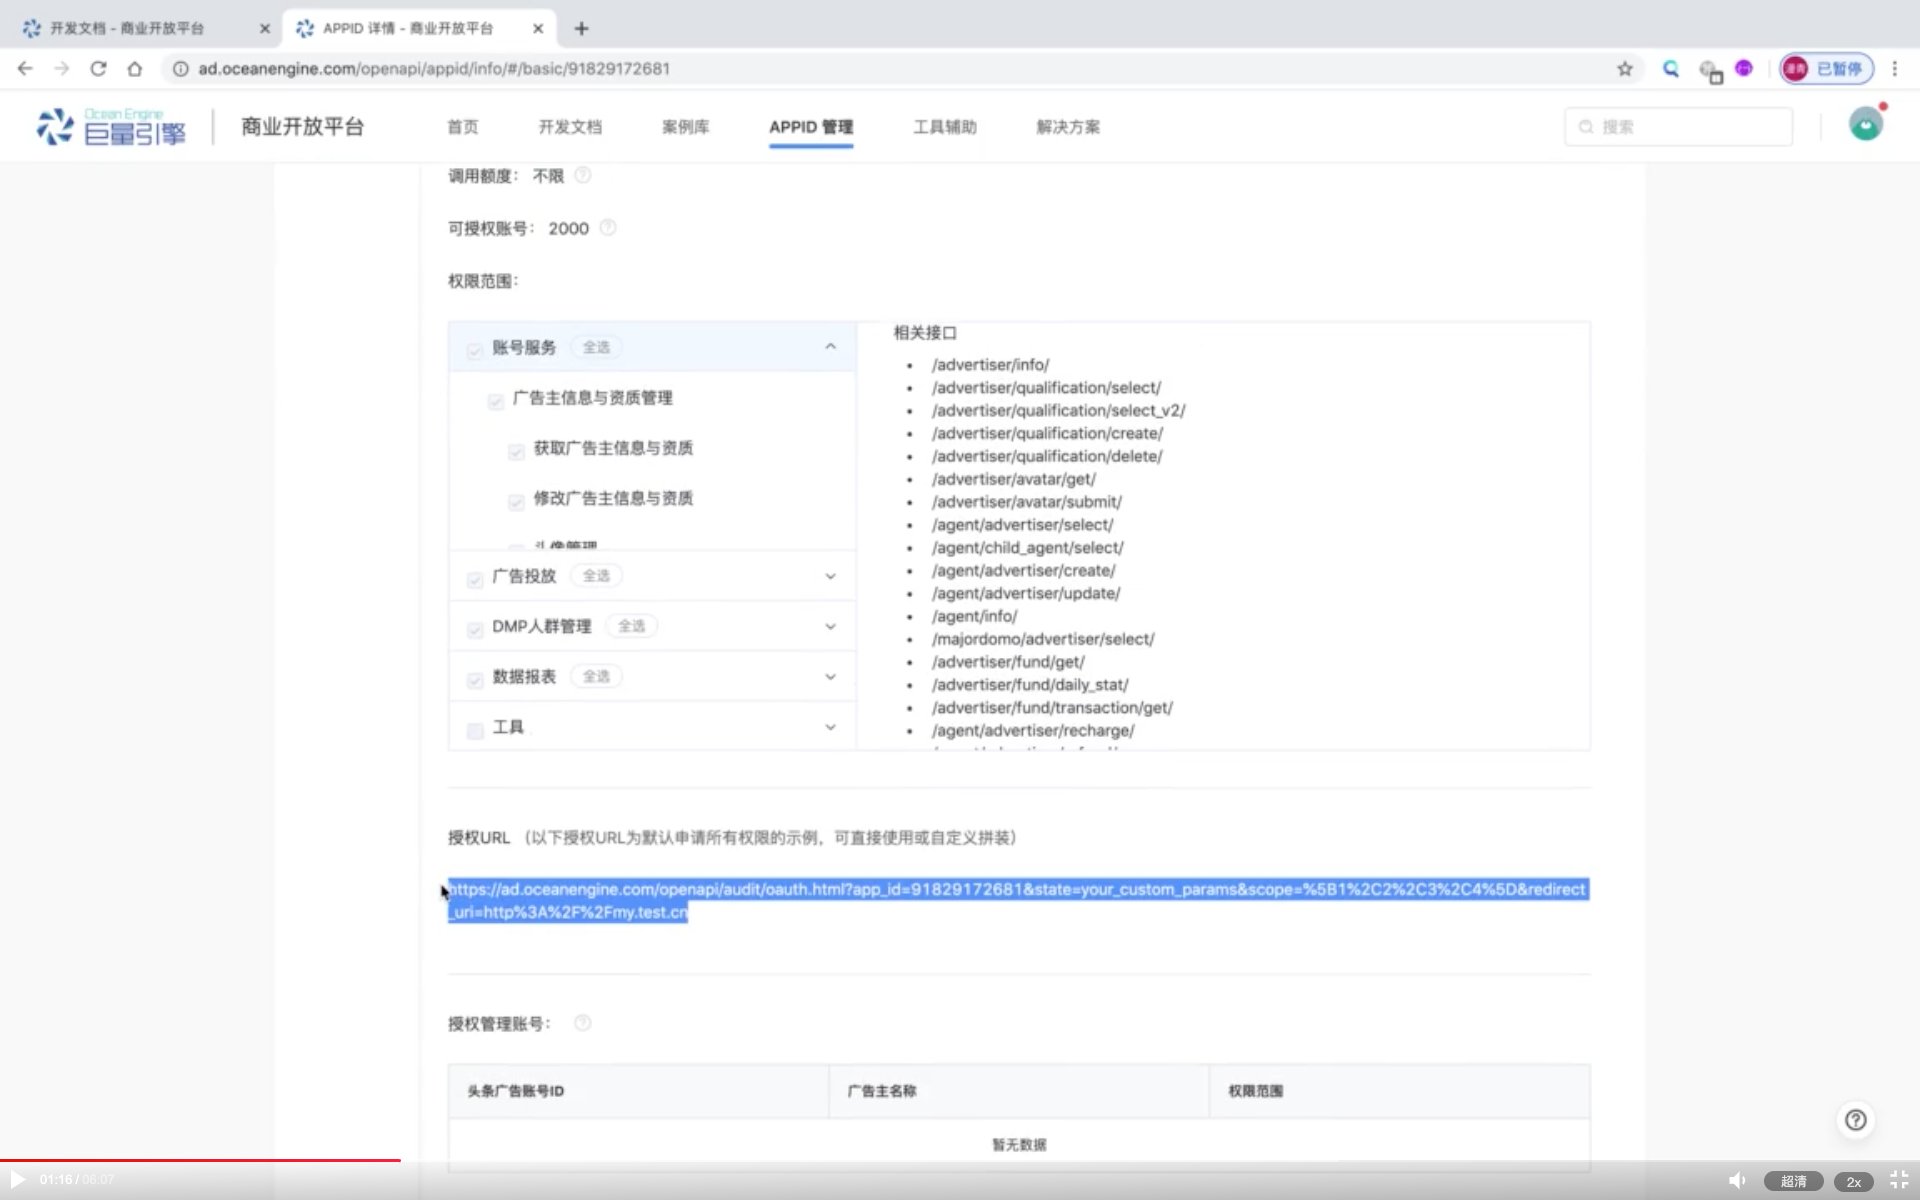 开发文档 - 商业开放平台
APPID 详情 - 商业开放平台
ad.oceanengine.com/openapi/appid/info/#/basic/91829172681
已暂停
Ocean Engine
巨量引擎
商业开放平台
首页
开发文档
案例库
APPID 管理
工具辅助
解决方案
搜索
调用额度： 不限
可授权账号： 2000
权限范围：
账号服务 全选
广告主信息与资质管理
获取广告主信息与资质
修改广告主信息与资质
头像管理
广告投放 全选
DMP人群管理 全选
数据报表 全选
工具
相关接口
/advertiser/info/
/advertiser/qualification/select/
/advertiser/qualification/select_v2/
/advertiser/qualification/create/
/advertiser/qualification/delete/
/advertiser/avatar/get/
/advertiser/avatar/submit/
/agent/advertiser/select/
/agent/child_agent/select/
/agent/advertiser/create/
/agent/advertiser/update/
/agent/info/
/majordomo/advertiser/select/
/advertiser/fund/get/
/advertiser/fund/daily_stat/
/advertiser/fund/transaction/get/
/agent/advertiser/recharge/
授权URL （以下授权URL为默认申请所有权限的示例，可直接使用或自定义拼装）
https://ad.oceanengine.com/openapi/audit/oauth.html?app_id=91829172681&state=your_custom_params&scope=%5B1%2C2%2C3%2C4%5D&redirect
_uri=http%3A%2F%2Fmy.test.cn
授权管理账号：
头条广告账号ID
广告主名称
权限范围
暂无数据
01:16 / 06:07
超清
2x